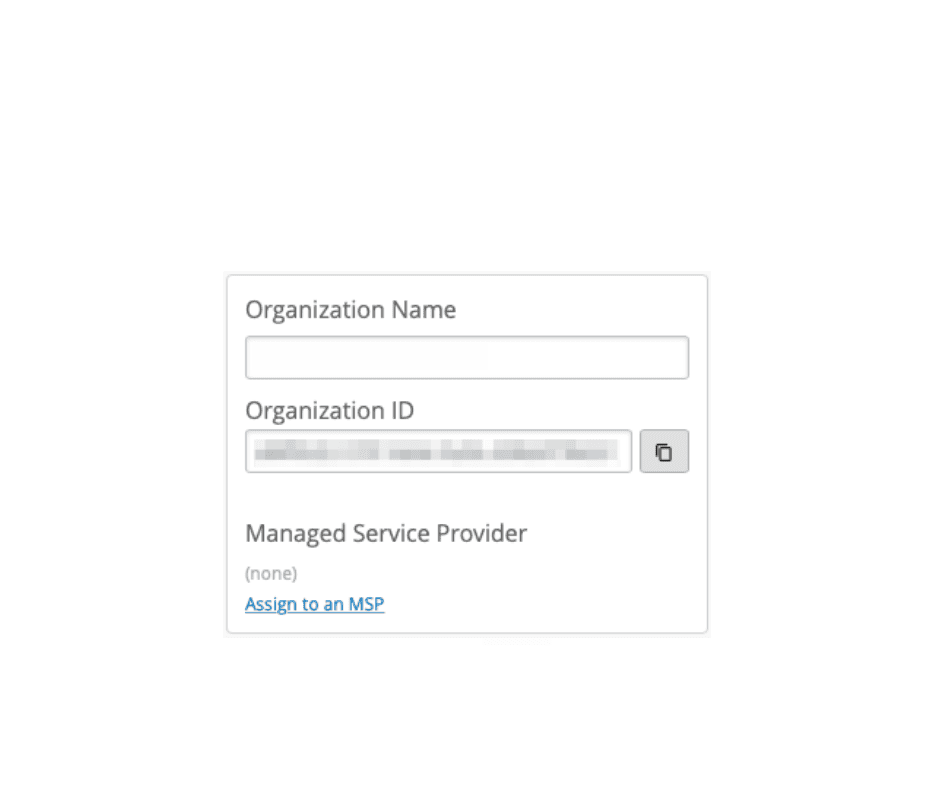 Organization Name
Organization ID
Managed Service Provider
(none)
Assign to an MSP